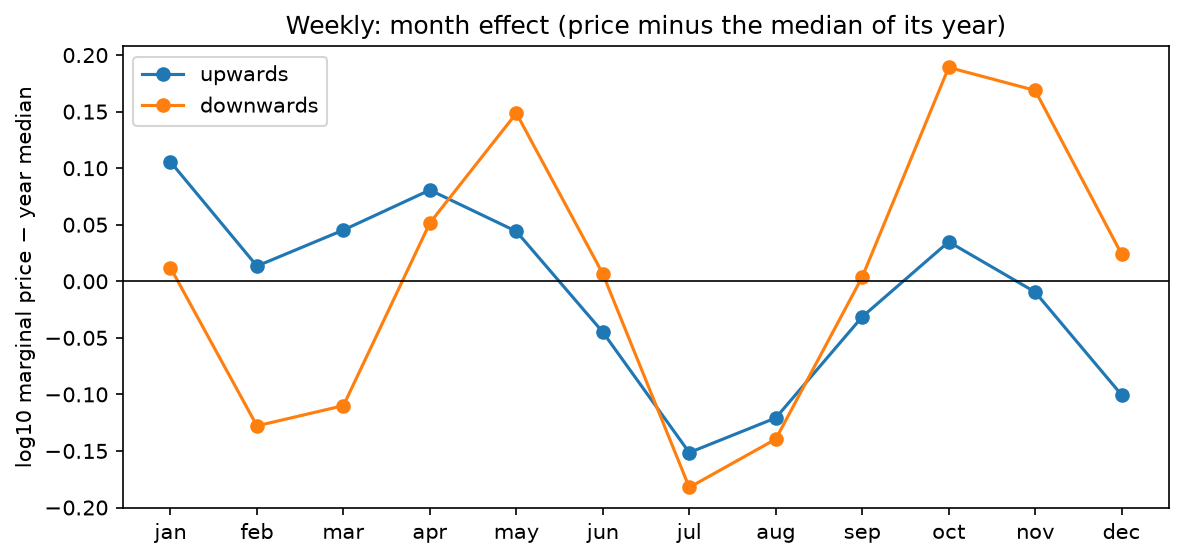 Weekly: month effect (price minus the median of its year)
upwards
downwards
log10 marginal price − year median
0.20
0.15
0.10
0.05
0.00
−0.05
−0.10
−0.15
−0.20
jan feb mar apr may jun jul aug sep oct nov dec